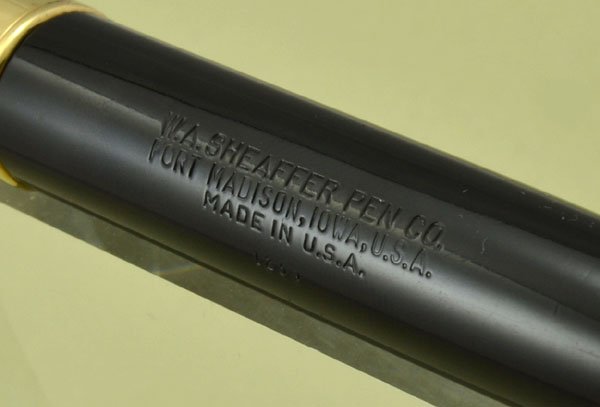 W.A. SHEAFFER PEN CO.
FORT MADISON, IOWA, U.S.A.
MADE IN U.S.A.